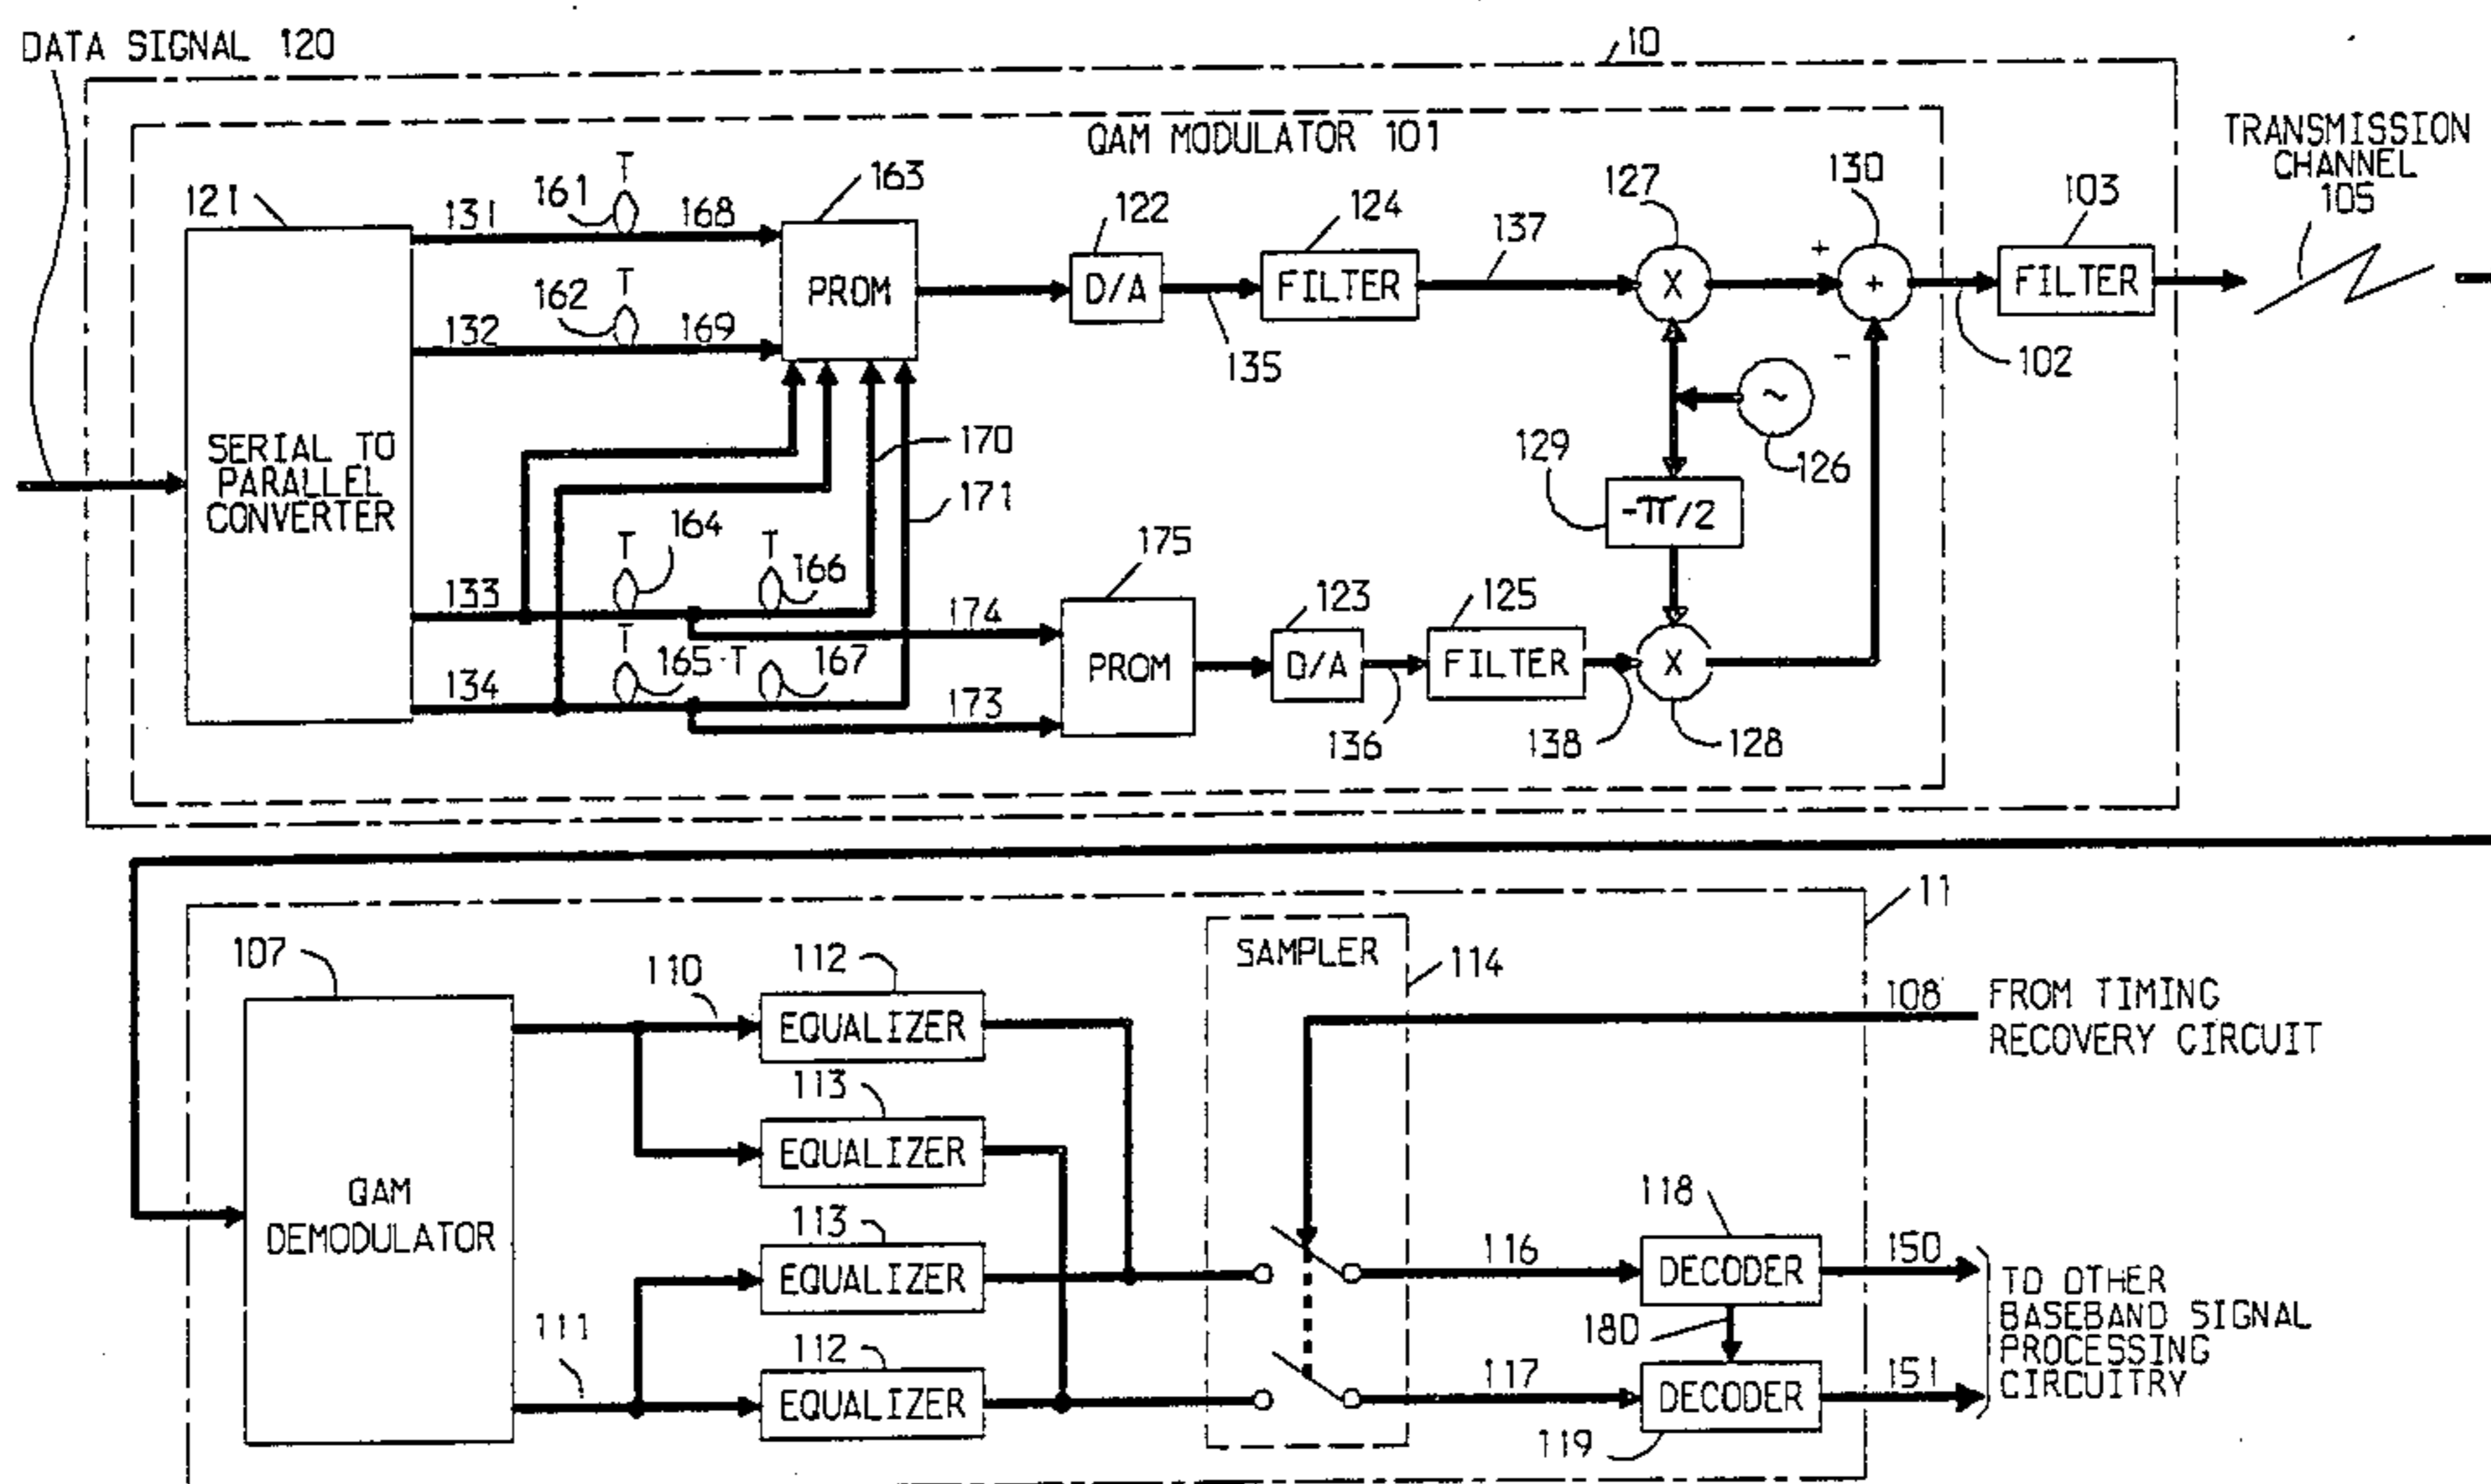 DATA SIGNAL 120
10
QAM MODULATOR 101
TRANSMISSION
CHANNEL
105
121
131
161
T
168
163
122
124
137
127
130
103
PROM
D/A
FILTER
X
+
+
FILTER
132
162
T
169
135
-
102
SERIAL TO
PARALLEL
CONVERTER
170
171
~
126
129
-π/2
133
T
164
T
166
174
175
123
125
134
T
165
T
167
173
PROM
D/A
FILTER
X
136
138
128
11
107
110
112
SAMPLER
114
108
FROM TIMING
RECOVERY CIRCUIT
EQUALIZER
113
EQUALIZER
QAM
DEMODULATOR
113
EQUALIZER
111
112
EQUALIZER
116
118
DECODER
150
180
117
DECODER
151
119
TO OTHER
BASEBAND SIGNAL
PROCESSING
CIRCUITRY